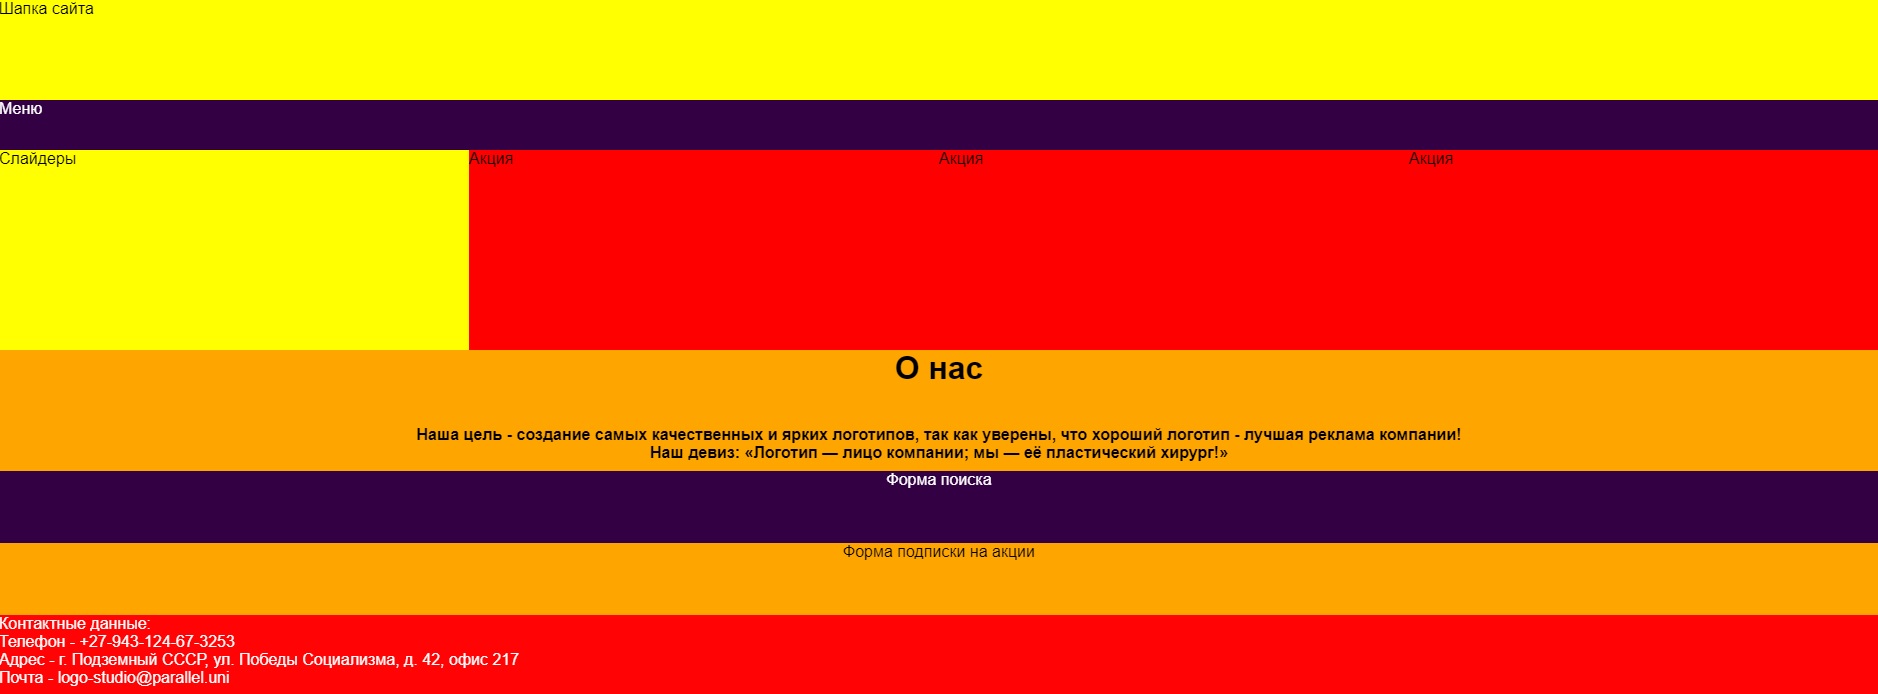 Шапка сайта
Меню
Слайдеры
Акция
Акция
Акция
О нас
Наша цель - создание самых качественных и ярких логотипов, так как уверены, что хороший логотип - лучшая реклама компании!
Наш девиз: «Логотип — лицо компании; мы — её пластический хирург!»
Форма поиска
Форма подписки на акции
Контактные данные:
Телефон - +27-943-124-67-3253
Адрес - г. Подземный СССР, ул. Победы Социализма, д. 42, офис 217
Почта - logo-studio@parallel.uni